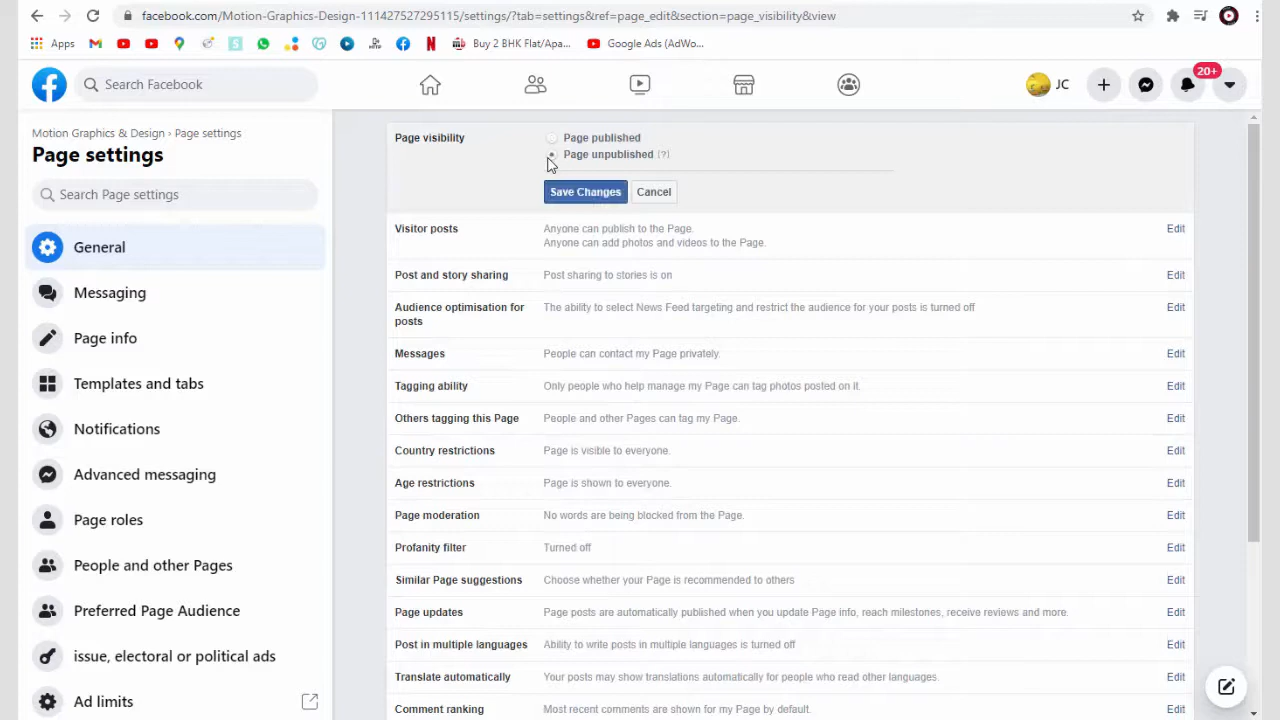 facebook.com/Motion-Graphics-Design-111427527295115/settings/?tab=settings&ref=page_edit&section=page_visibility&view
Apps
Buy 2 BHK Flat/Apa...
Google Ads (AdWo...
Search Facebook
JC
20+
Motion Graphics & Design › Page settings
Page settings
Search Page settings
General
Messaging
Page info
Templates and tabs
Notifications
Advanced messaging
Page roles
People and other Pages
Preferred Page Audience
issue, electoral or political ads
Ad limits
Page visibility
Page published
Page unpublished [?]
Save Changes Cancel
Visitor posts Anyone can publish to the Page. Edit
Anyone can add photos and videos to the Page.
Post and story sharing Post sharing to stories is on Edit
Audience optimisation for The ability to select News Feed targeting and restrict the audience for your posts is turned off Edit
posts
Messages People can contact my Page privately. Edit
Tagging ability Only people who help manage my Page can tag photos posted on it. Edit
Others tagging this Page People and other Pages can tag my Page. Edit
Country restrictions Page is visible to everyone. Edit
Age restrictions Page is shown to everyone. Edit
Page moderation No words are being blocked from the Page. Edit
Profanity filter Turned off Edit
Similar Page suggestions Choose whether your Page is recommended to others Edit
Page updates Page posts are automatically published when you update Page info, reach milestones, receive reviews and more. Edit
Post in multiple languages Ability to write posts in multiple languages is turned off Edit
Translate automatically Your posts may show translations automatically for people who read other languages. Edit
Comment ranking Most recent comments are shown for my Page by default. Edit